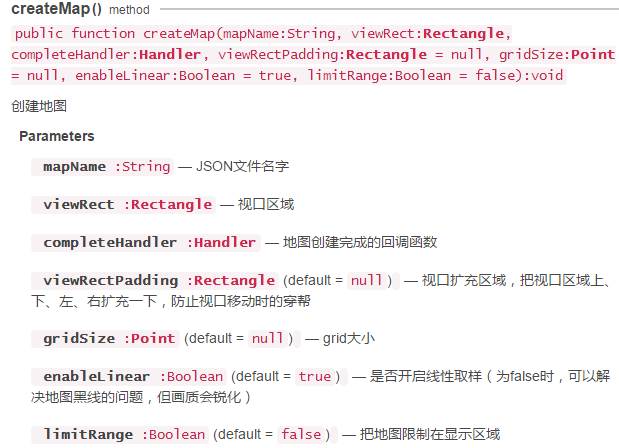 createMap() method
public function createMap(mapName:String, viewRect:Rectangle,
completeHandler:Handler, viewRectPadding:Rectangle = null, gridSize:Point
= null, enableLinear:Boolean = true, limitRange:Boolean = false):void
创建地图
Parameters
mapName :String — JSON文件名字
viewRect :Rectangle — 视口区域
completeHandler :Handler — 地图创建完成的回调函数
viewRectPadding :Rectangle (default = null ) — 视口扩充区域，把视口区域上、
下、左、右扩充一下，防止视口移动时的穿帮
gridSize :Point (default = null ) — grid大小
enableLinear :Boolean (default = true ) — 是否开启线性取样（为false时，可以解
决地图黑线的问题，但画质会锐化）
limitRange :Boolean (default = false ) — 把地图限制在显示区域